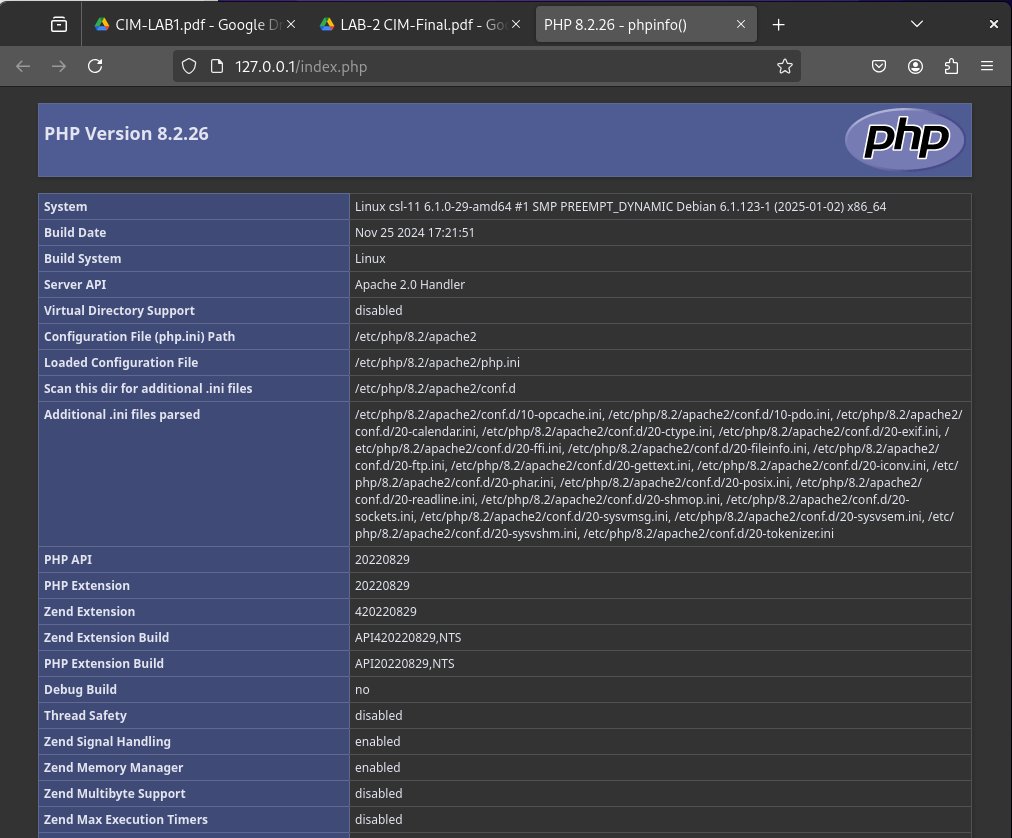 CIM-LAB1.pdf - Google Dr
LAB-2 CIM-Final.pdf - Go
PHP 8.2.26 - phpinfo()
127.0.0.1/index.php
PHP Version 8.2.26
php
System Linux csl-11 6.1.0-29-amd64 #1 SMP PREEMPT_DYNAMIC Debian 6.1.123-1 (2025-01-02) x86_64
Build Date Nov 25 2024 17:21:51
Build System Linux
Server API Apache 2.0 Handler
Virtual Directory Support disabled
Configuration File (php.ini) Path /etc/php/8.2/apache2
Loaded Configuration File /etc/php/8.2/apache2/php.ini
Scan this dir for additional .ini files /etc/php/8.2/apache2/conf.d
Additional .ini files parsed /etc/php/8.2/apache2/conf.d/10-opcache.ini, /etc/php/8.2/apache2/conf.d/10-pdo.ini, /etc/php/8.2/apache2/
conf.d/20-calendar.ini, /etc/php/8.2/apache2/conf.d/20-ctype.ini, /etc/php/8.2/apache2/conf.d/20-exif.ini, /
etc/php/8.2/apache2/conf.d/20-ffi.ini, /etc/php/8.2/apache2/conf.d/20-fileinfo.ini, /etc/php/8.2/apache2/
conf.d/20-ftp.ini, /etc/php/8.2/apache2/conf.d/20-gettext.ini, /etc/php/8.2/apache2/conf.d/20-iconv.ini, /etc/
php/8.2/apache2/conf.d/20-phar.ini, /etc/php/8.2/apache2/conf.d/20-posix.ini, /etc/php/8.2/apache2/
conf.d/20-readline.ini, /etc/php/8.2/apache2/conf.d/20-shmop.ini, /etc/php/8.2/apache2/conf.d/20-
sockets.ini, /etc/php/8.2/apache2/conf.d/20-sysvmsg.ini, /etc/php/8.2/apache2/conf.d/20-sysvsem.ini, /etc/
php/8.2/apache2/conf.d/20-sysvshm.ini, /etc/php/8.2/apache2/conf.d/20-tokenizer.ini
PHP API 20220829
PHP Extension 20220829
Zend Extension 420220829
Zend Extension Build API420220829,NTS
PHP Extension Build API20220829,NTS
Debug Build no
Thread Safety disabled
Zend Signal Handling enabled
Zend Memory Manager enabled
Zend Multibyte Support disabled
Zend Max Execution Timers disabled